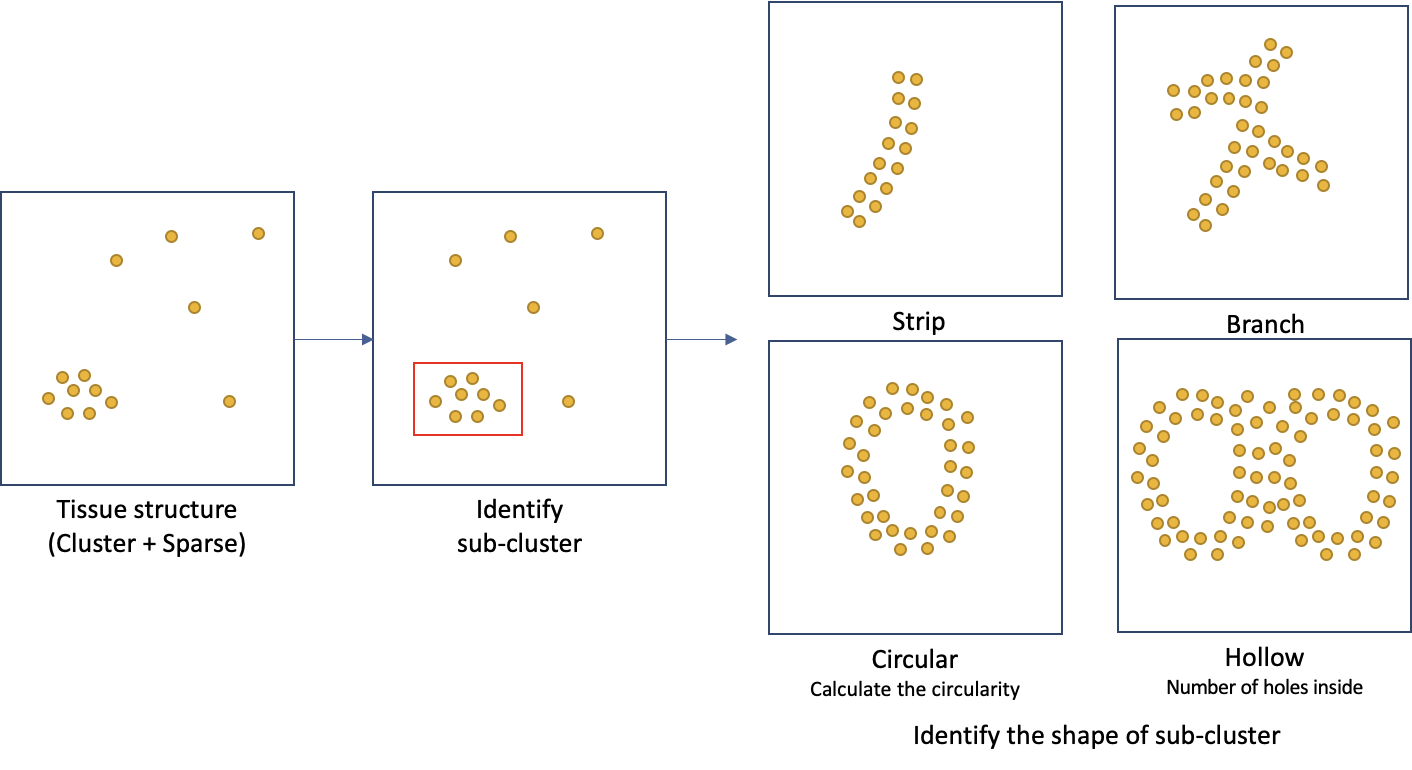 Tissue structure
(Cluster + Sparse)
Identify
sub-cluster
Strip
Branch
Circular
Calculate the circularity
Hollow
Number of holes inside
Identify the shape of sub-cluster